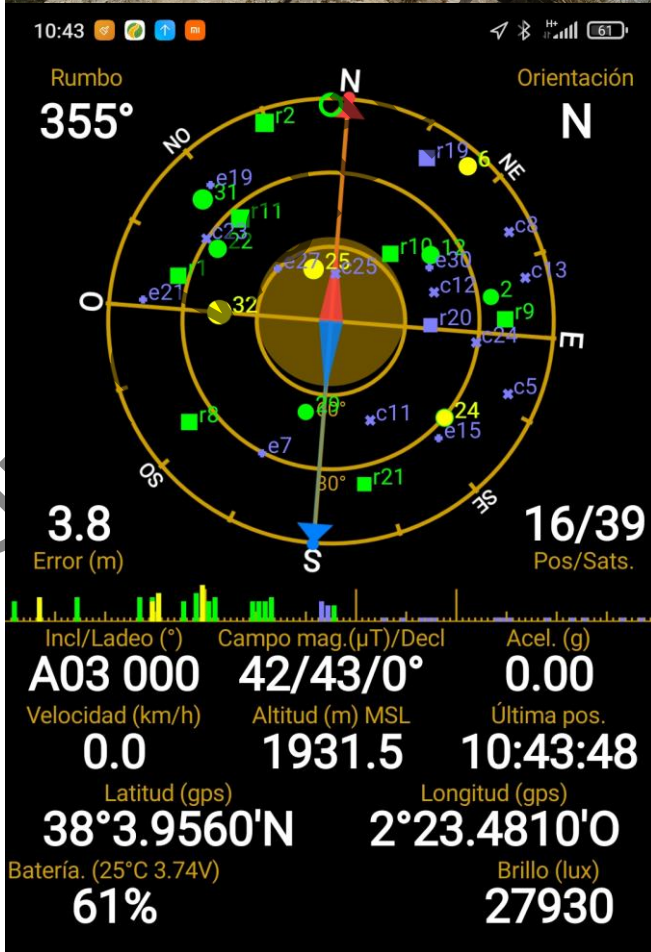 10:43 61
Rumbo Orientación
355° N
N
NO NE
r2
r19 6
e19
31
r11
c23
22
c8
r10 12
e30
e27 25 c25
c13
r1
e21
c12
2
O 32
r20 r9
c24 E
c5
r8
29
60°
c11 24
e15
e7
30° r21
SO SE
S
3.8 16/39
Error (m) Pos/Sats.
Incl/Ladeo (°) Campo mag.(µT)/Decl Acel. (g)
A03 000 42/43/0° 0.00
Velocidad (km/h) Altitud (m) MSL Última pos.
0.0 1931.5 10:43:48
Latitud (gps) Longitud (gps)
38°3.9560'N 2°23.4810'O
Batería. (25°C 3.74V) Brillo (lux)
61% 27930